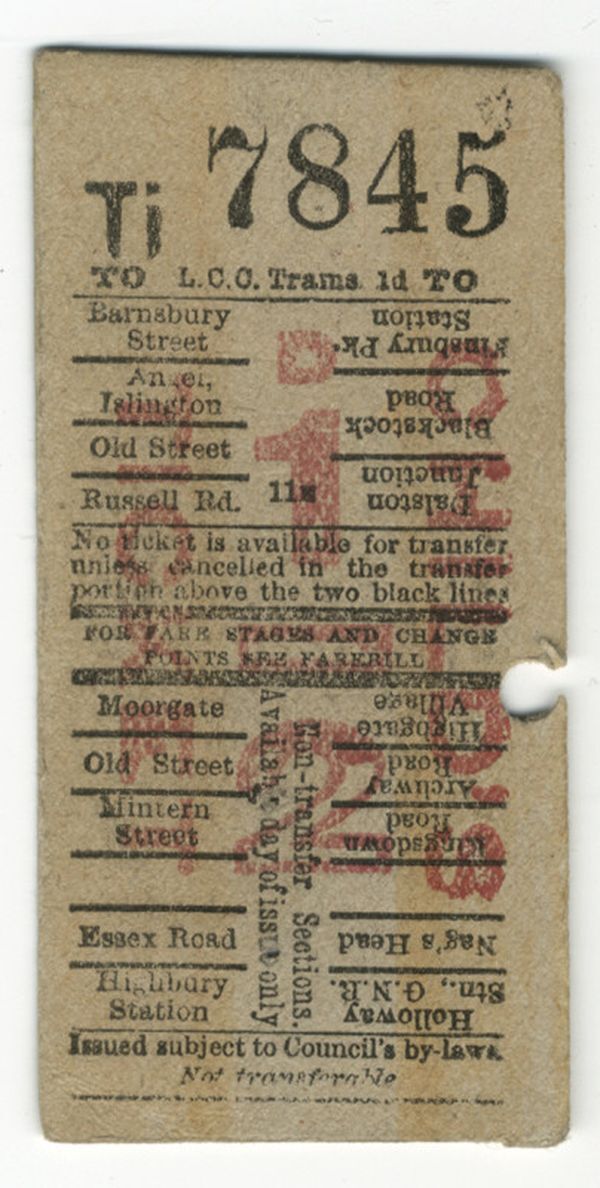 7845
Ti
TO L.C.C. Trams. 1d TO
Barnsbury
Street
Angel,
Islington
Old Street
Russell Rd.
11z
Finsbury Pk.
Station
Blackstock
Road
Dalston
Junction
No ticket is available for transfer
unless cancelled in the transfer
portion above the two black lines
FOR FARE STAGES AND CHANGE
POINTS SEE FAREBILL
Moorgate
Old Street
Mintern
Street
Essex Road
Highbury
Station
Available day of issue only
Non-transfer Sections.
Highgate
Village
Archway
Road
Kingsdown
Road
Nag's Head
Holloway
Stn., G.N.R.
Issued subject to Council's by-laws.
Not transferable
1
2